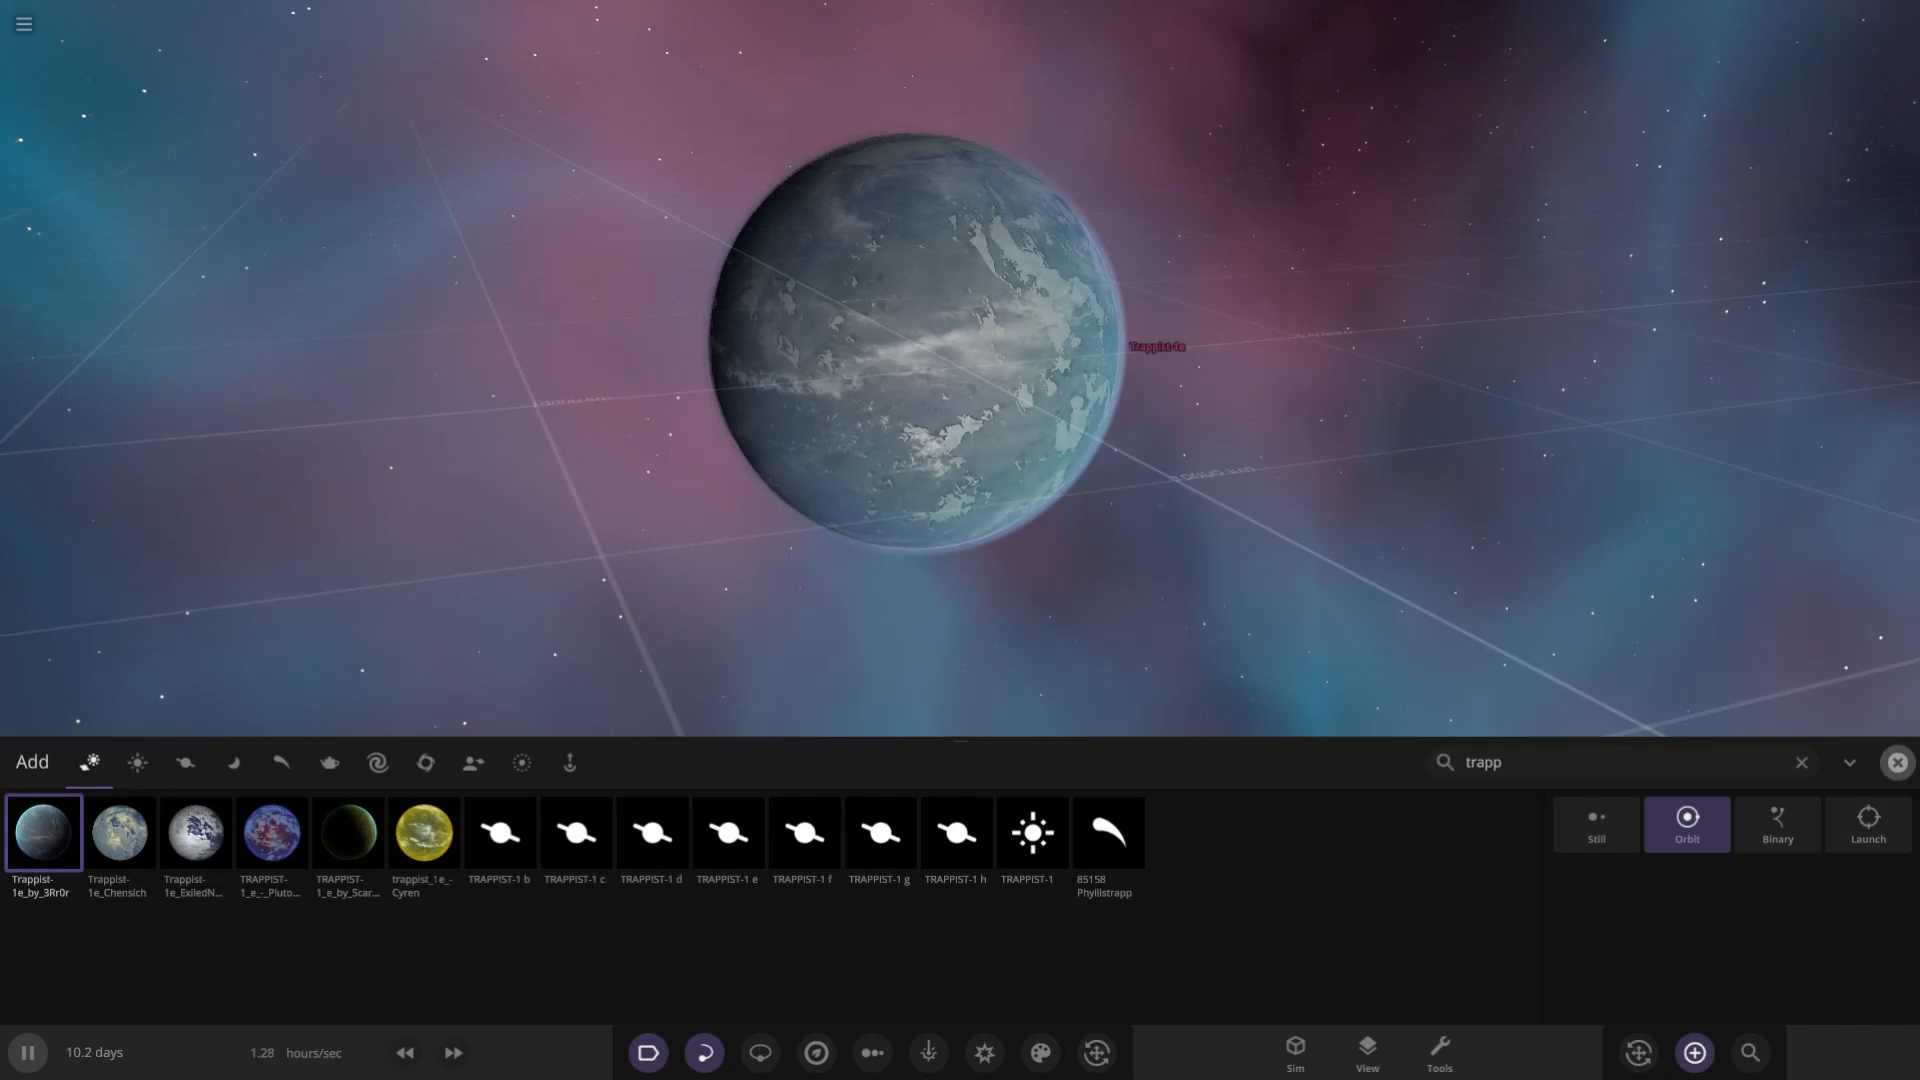 Trappist-1e
Add
trapp
Still
Orbit
Binary
Launch
Trappist-
1e_by_3Rr0r
Trappist-
1e_Chensich
Trappist-
1e_ExiledN...
TRAPPIST-
1_e_-_Pluto...
TRAPPIST-
1_e_by_Scar...
trappist_1e_-
Cyren
TRAPPIST-1 b
TRAPPIST-1 c
TRAPPIST-1 d
TRAPPIST-1 e
TRAPPIST-1 f
TRAPPIST-1 g
TRAPPIST-1 h
TRAPPIST-1
85158
Phyllistrapp
10.2 days
1.28 hours/sec
Sim
View
Tools